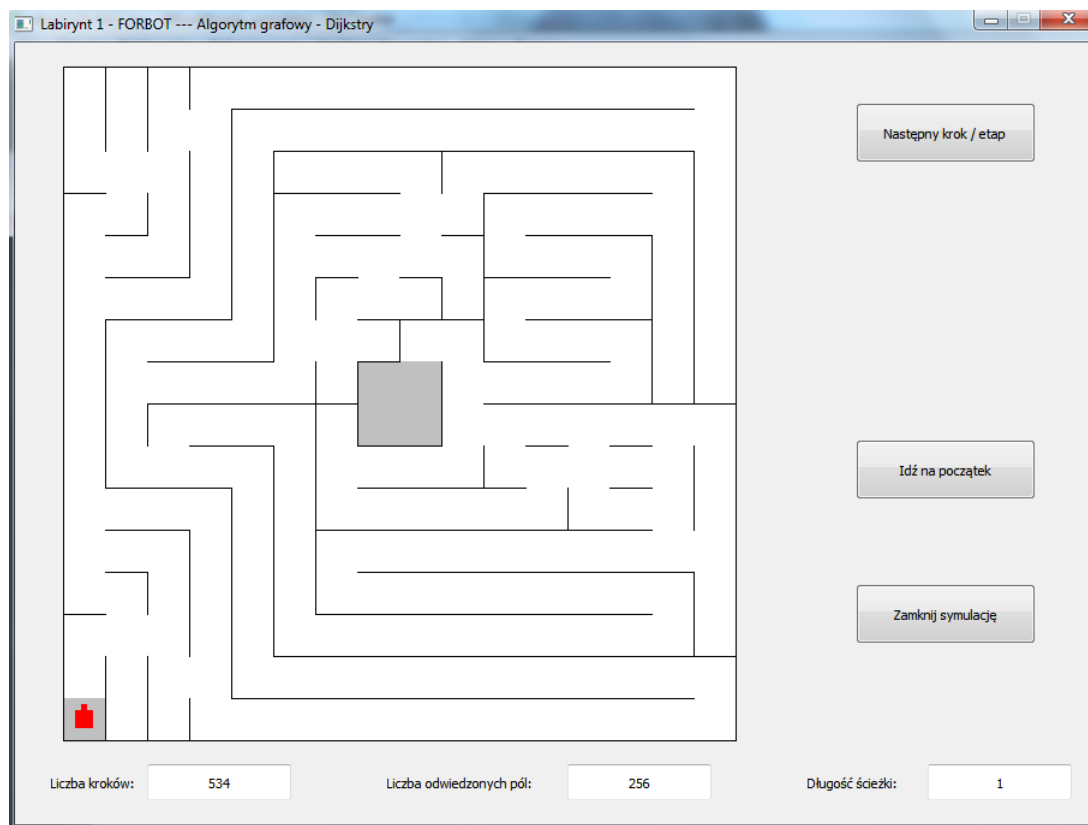 Labirynt 1 - FORBOT --- Algorytm grafowy - Dijkstry
Następny krok / etap
Idź na początek
Zamknij symulację
Liczba kroków: 534 Liczba odwiedzonych pól: 256 Długość ścieżki: 1